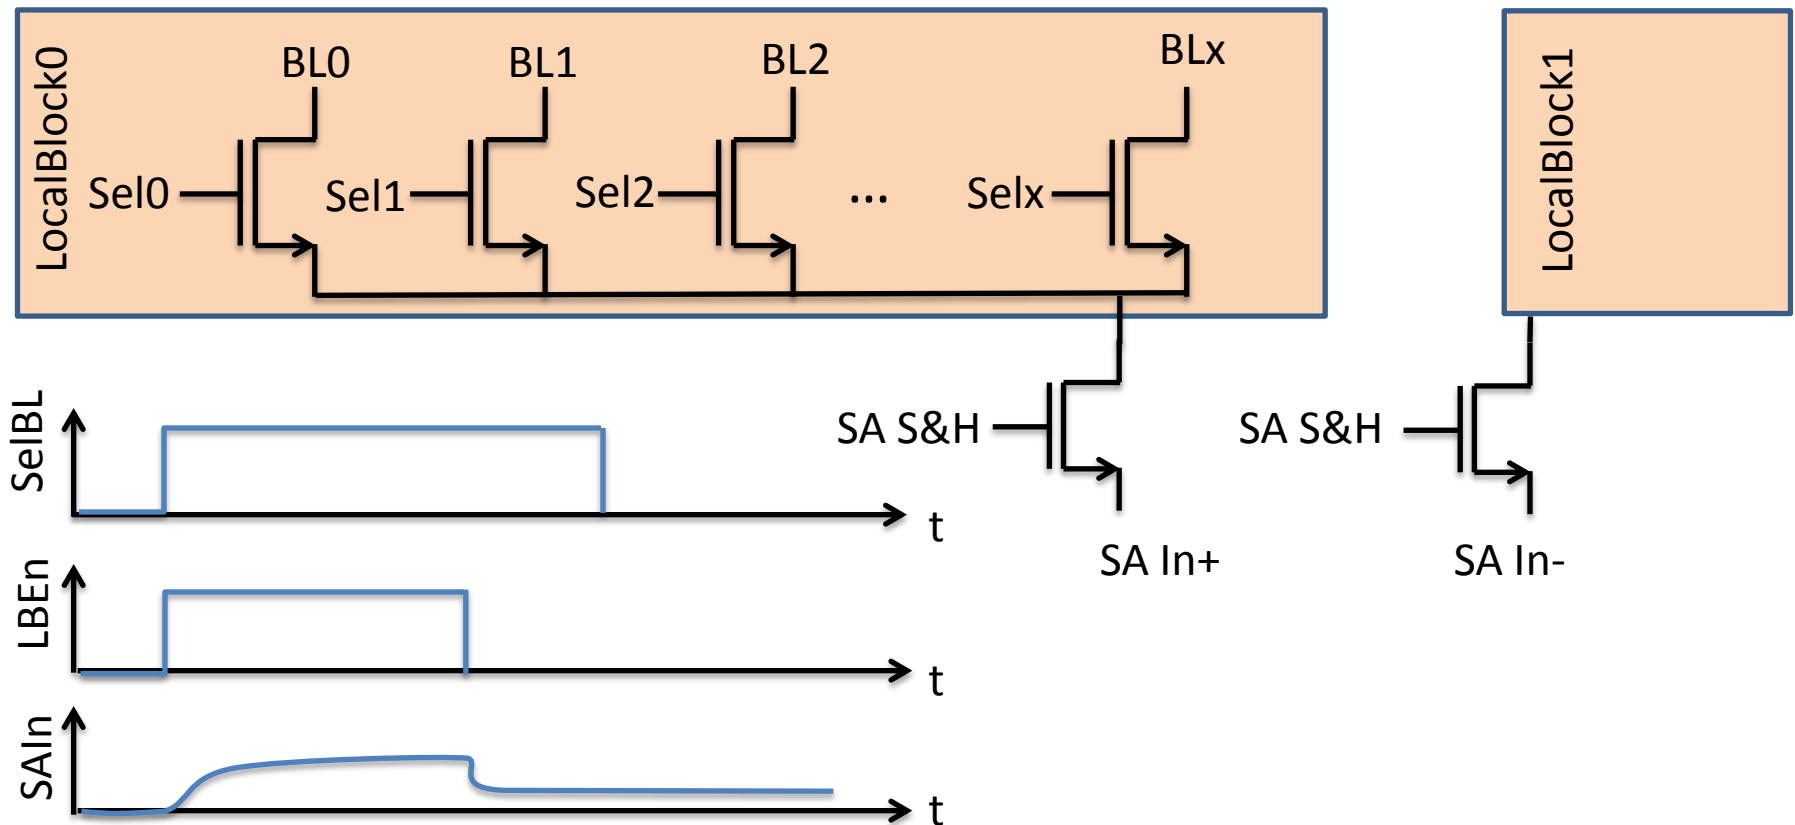 LocalBlock0
BL0
BL1
BL2
BLx
Sel0
Sel1
Sel2
...
Selx
LocalBlock1
SA S&H
SA S&H
SA In+
SA In-
SelBL
t
LBEn
t
SAIn
t